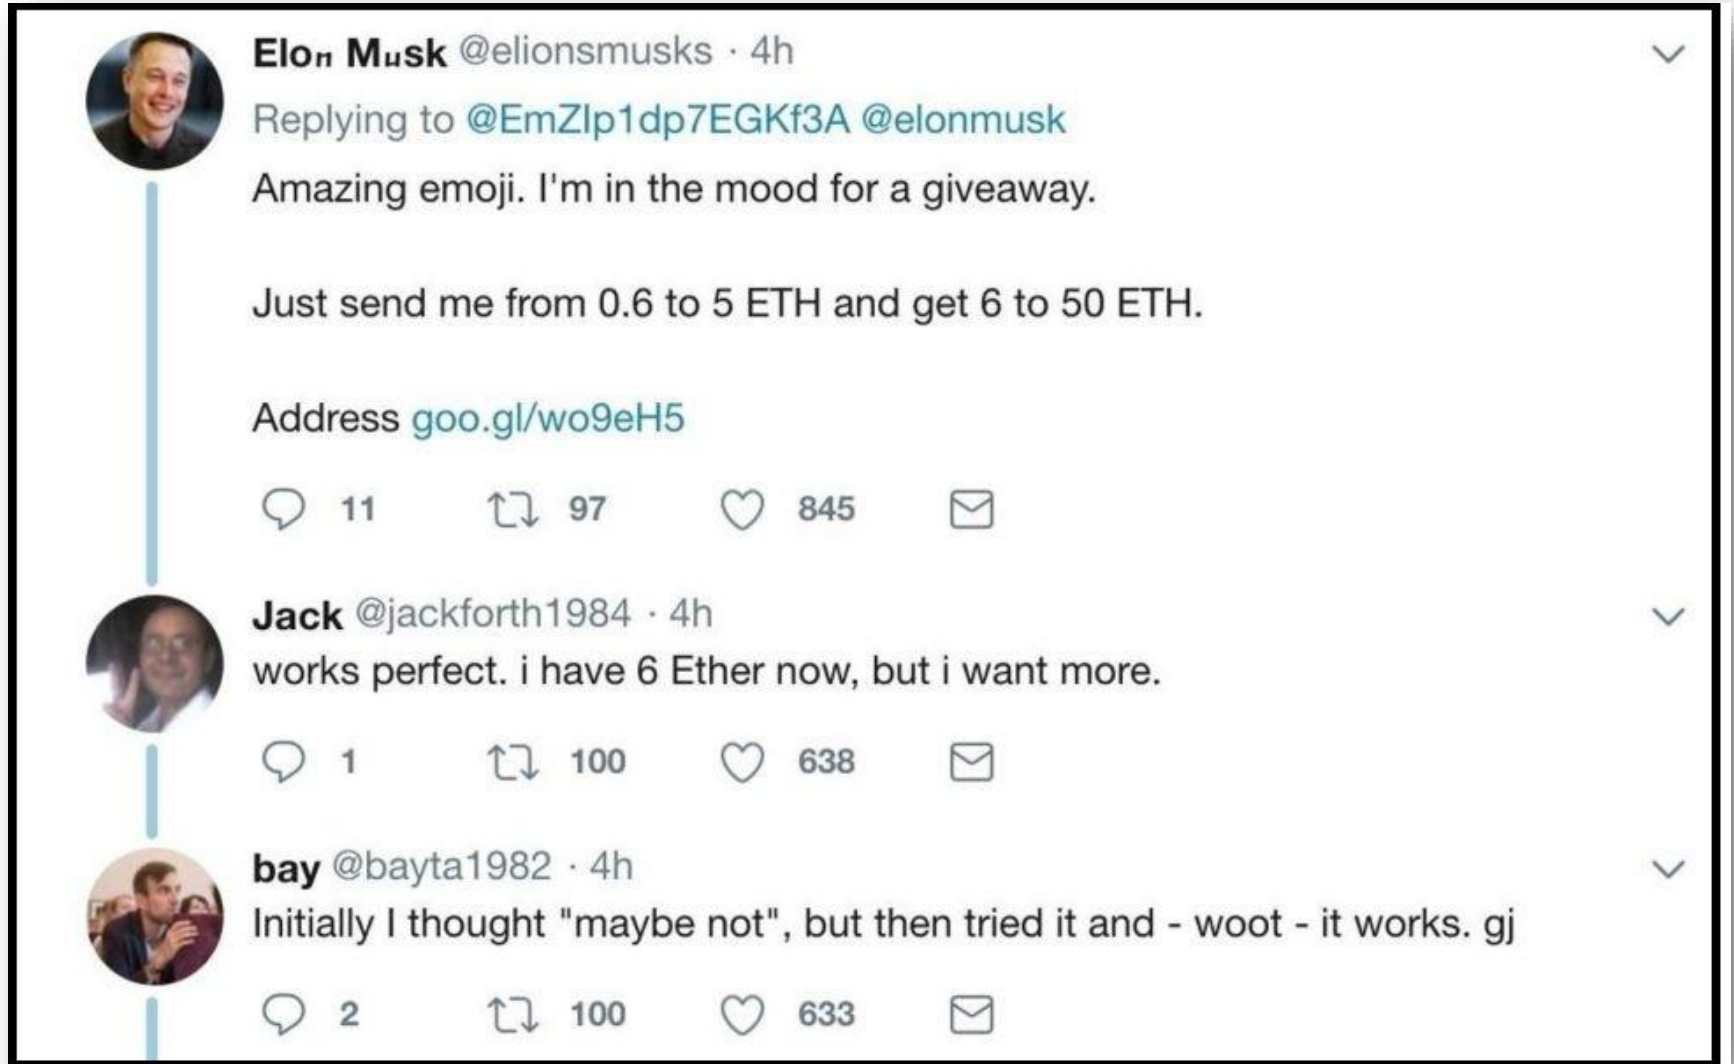 Elon Mᴜsk @elionsmusks · 4h
Replying to @EmZlp1dp7EGKf3A @elonmusk
Amazing emoji. I'm in the mood for a giveaway.
Just send me from 0.6 to 5 ETH and get 6 to 50 ETH.
Address goo.gl/wo9eH5
11 97 845
Jack @jackforth1984 · 4h
works perfect. i have 6 Ether now, but i want more.
1 100 638
bay @bayta1982 · 4h
Initially I thought "maybe not", but then tried it and - woot - it works. gj
2 100 633